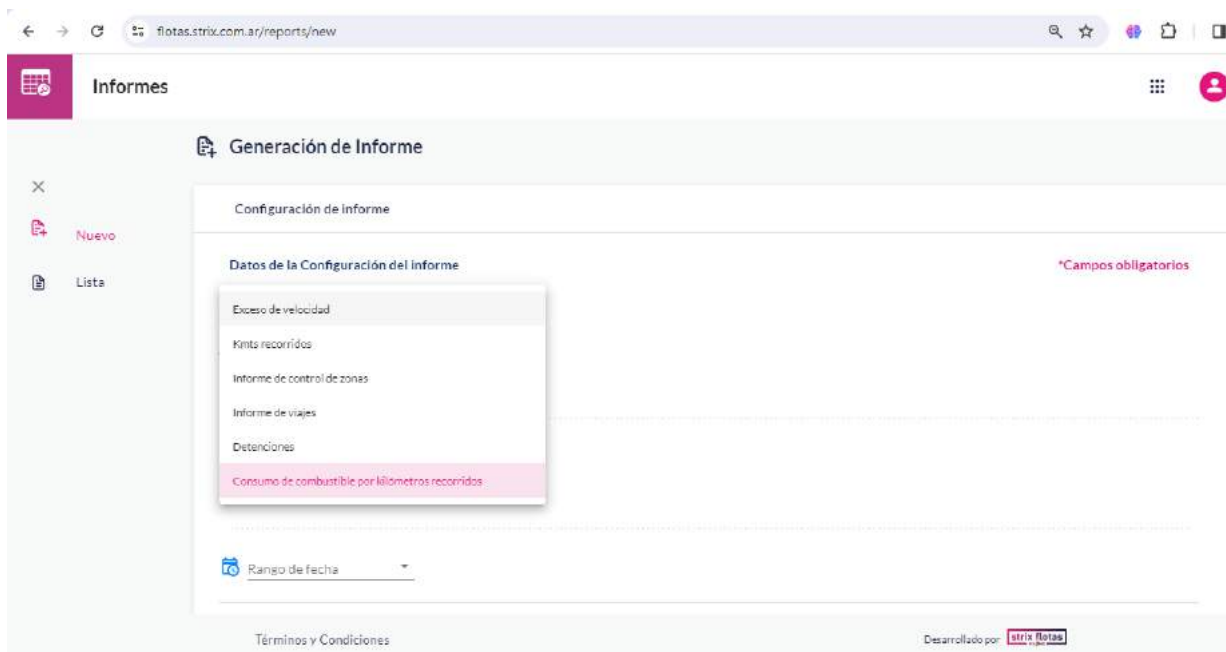 flotas.strix.com.ar/reports/new
Informes
Generación de Informe
Configuración de informe
Nuevo
Datos de la Configuración del informe
*Campos obligatorios
Lista
Exceso de velocidad
Kmts recorridos
Informe de control de zonas
Informe de viajes
Detenciones
Consumo de combustible por kilómetros recorridos
Rango de fecha
Términos y Condiciones
Desarrollado por
strix flotas